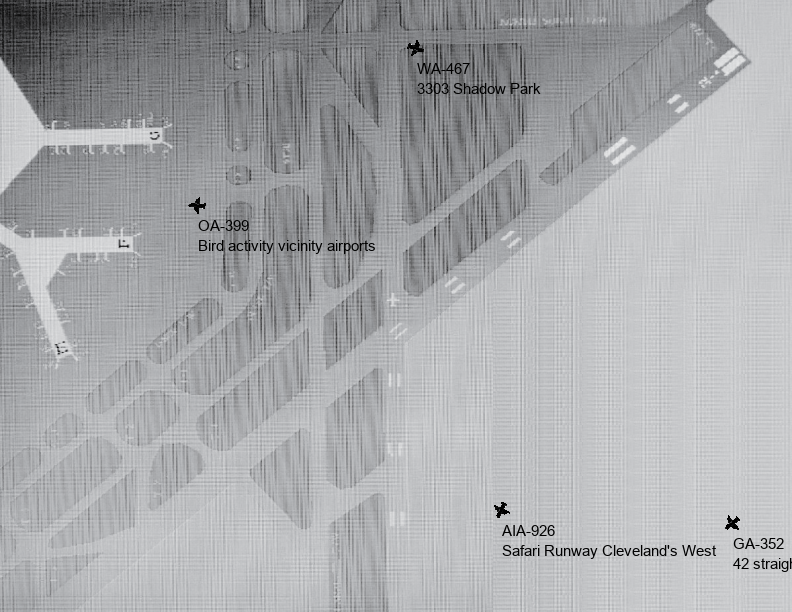 WA-467
3303 Shadow Park
G
OA-399
Bird activity vicinity airports
F
AIA-926
Safari Runway Cleveland's West
GA-352
42 straigh